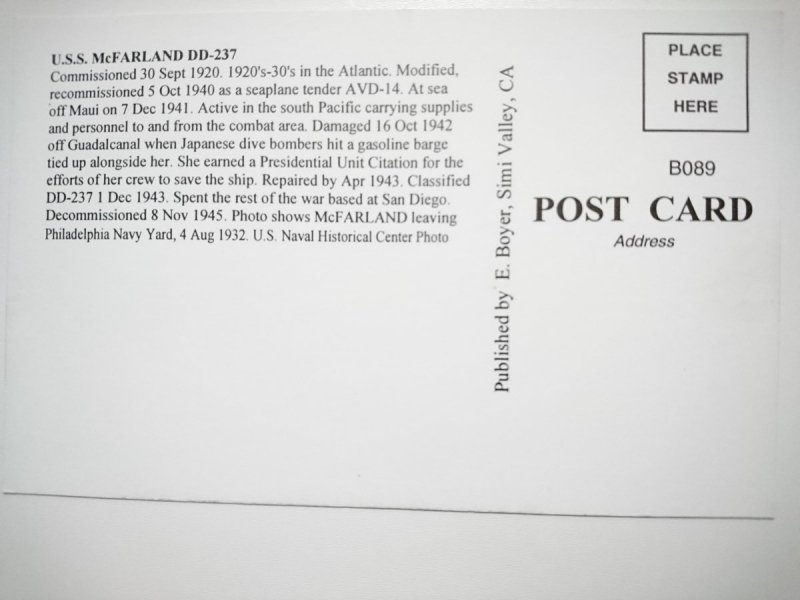 U.S.S. McFARLAND DD-237
Commissioned 30 Sept 1920. 1920's-30's in the Atlantic. Modified,
recommissioned 5 Oct 1940 as a seaplane tender AVD-14. At sea
off Maui on 7 Dec 1941. Active in the south Pacific carrying supplies
and personnel to and from the combat area. Damaged 16 Oct 1942
off Guadalcanal when Japanese dive bombers hit a gasoline barge
tied up alongside her. She earned a Presidential Unit Citation for the
efforts of her crew to save the ship. Repaired by Apr 1943. Classified
DD-237 1 Dec 1943. Spent the rest of the war based at San Diego.
Decommissioned 8 Nov 1945. Photo shows McFARLAND leaving
Philadelphia Navy Yard, 4 Aug 1932. U.S. Naval Historical Center Photo
Published by E. Boyer, Simi Valley, CA
PLACE
STAMP
HERE
B089
POST CARD
Address